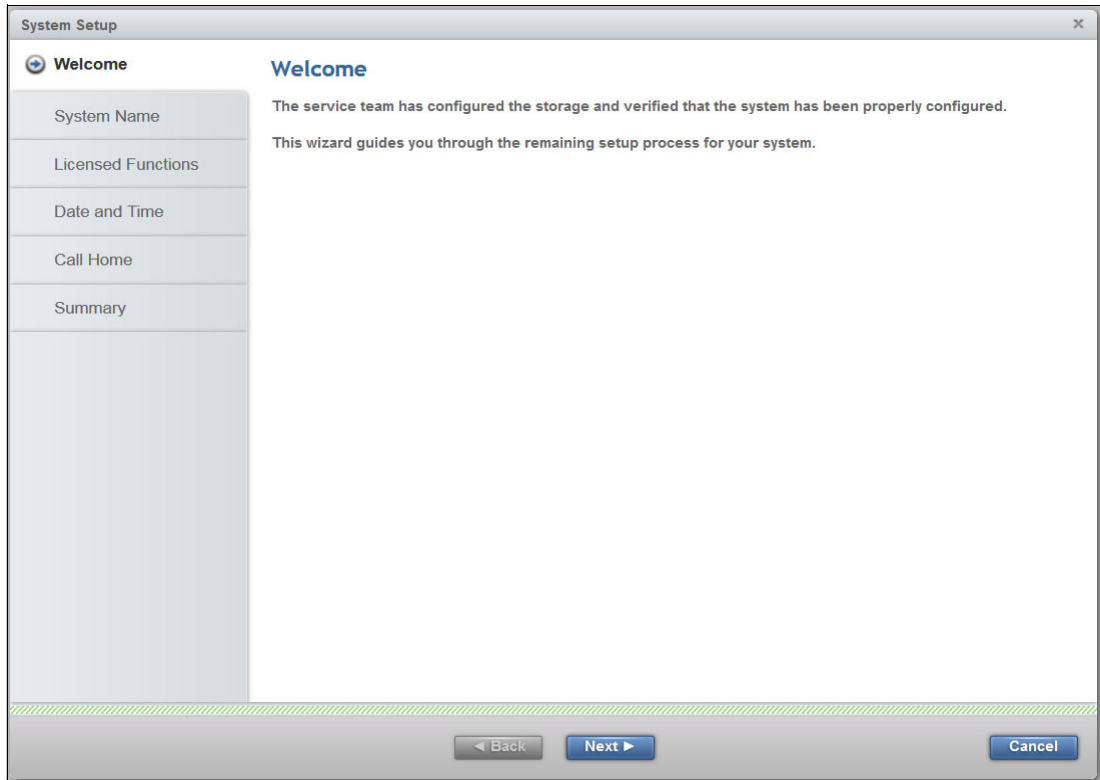 System Setup
x
Welcome
System Name
Licensed Functions
Date and Time
Call Home
Summary
Welcome
The service team has configured the storage and verified that the system has been properly configured.
This wizard guides you through the remaining setup process for your system.
◄ Back
Next ►
Cancel